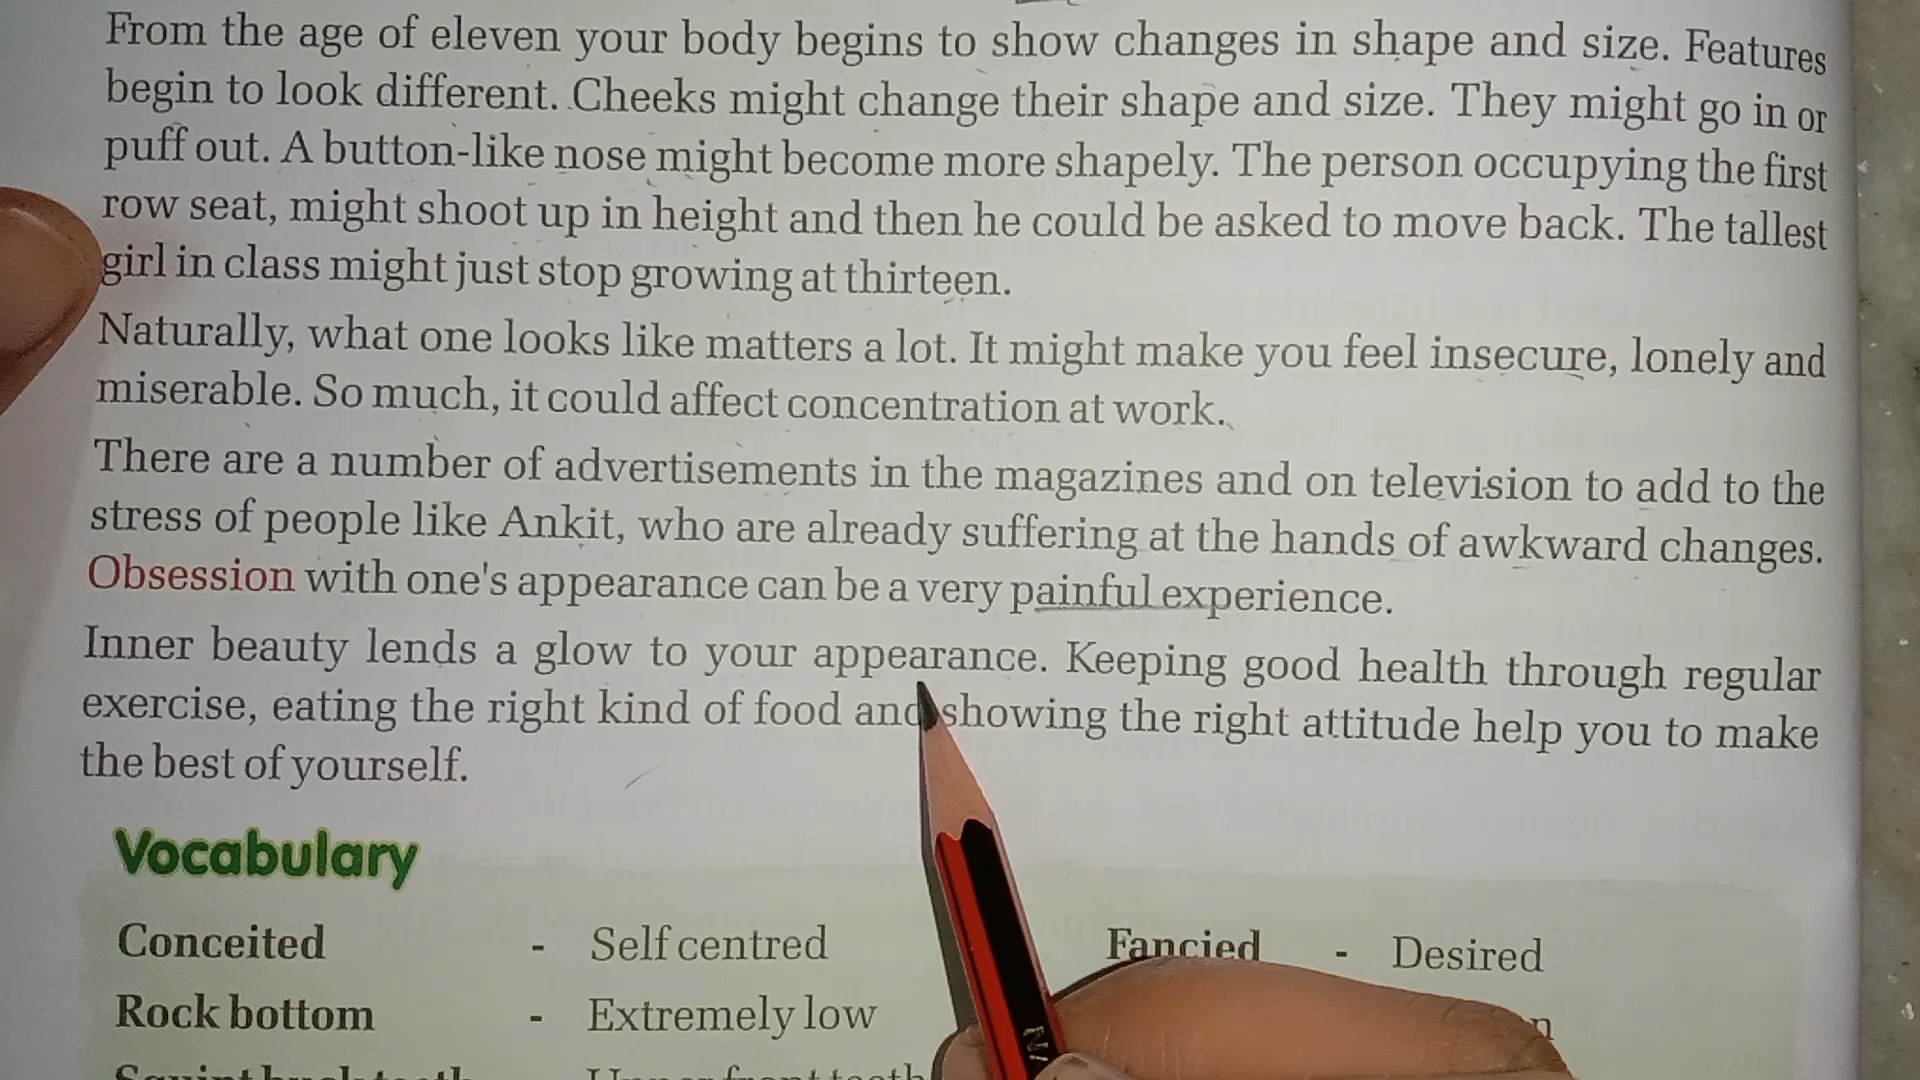 From the age of eleven your body begins to show changes in shape and size. Features
begin to look different. Cheeks might change their shape and size. They might go in or
puff out. A button-like nose might become more shapely. The person occupying the first
row seat, might shoot up in height and then he could be asked to move back. The tallest
girl in class might just stop growing at thirteen.
Naturally, what one looks like matters a lot. It might make you feel insecure, lonely and
miserable. So much, it could affect concentration at work.
There are a number of advertisements in the magazines and on television to add to the
stress of people like Ankit, who are already suffering at the hands of awkward changes.
Obsession with one's appearance can be a very painful experience.
Inner beauty lends a glow to your appearance. Keeping good health through regular
exercise, eating the right kind of food and showing the right attitude help you to make
the best of yourself.
Vocabulary
Conceited - Self centred Fancied - Desired
Rock bottom - Extremely low